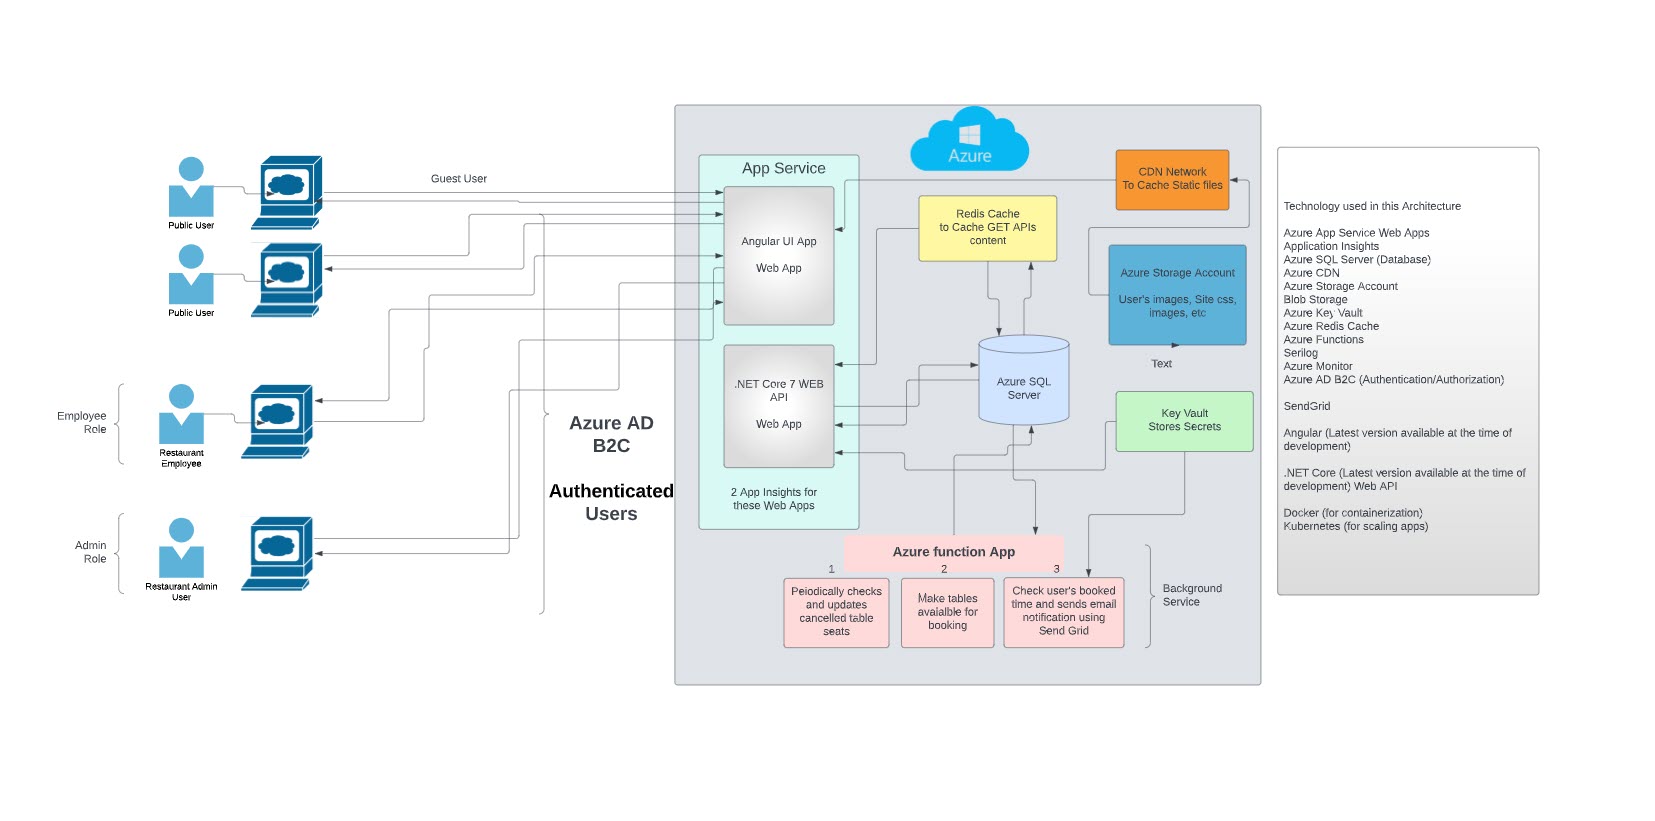 Guest User
Public User
Public User
Employee
Role
Restaurant
Employee
Admin
Role
Restaurant Admin
User
Azure AD
B2C
Authenticated
Users
Azure
App Service
Angular UI App
Web App
.NET Core 7 WEB
API
Web App
2 App Insights for
these Web Apps
Redis Cache
to Cache GET APIs
content
CDN Network
To Cache Static files
Azure Storage Account
User's images, Site css,
images, etc
Text
Azure SQL
Server
Key Vault
Stores Secrets
Azure function App
1
2
3
Peiodically checks
and updates
cancelled table
seats
Make tables
avalalble for
booking
Check user's booked
time and sends email
notification using
Send Grid
Background
Service
Technology used in this Architecture
Azure App Service Web Apps
Application Insights
Azure SQL Server (Database)
Azure CDN
Azure Storage Account
Blob Storage
Azure Key Vault
Azure Redis Cache
Azure Functions
Serilog
Azure Monitor
Azure AD B2C (Authentication/Authorization)
SendGrid
Angular (Latest version available at the time of
development)
.NET Core (Latest version available at the time of
development) Web API
Docker (for containerization)
Kubernetes (for scaling apps)